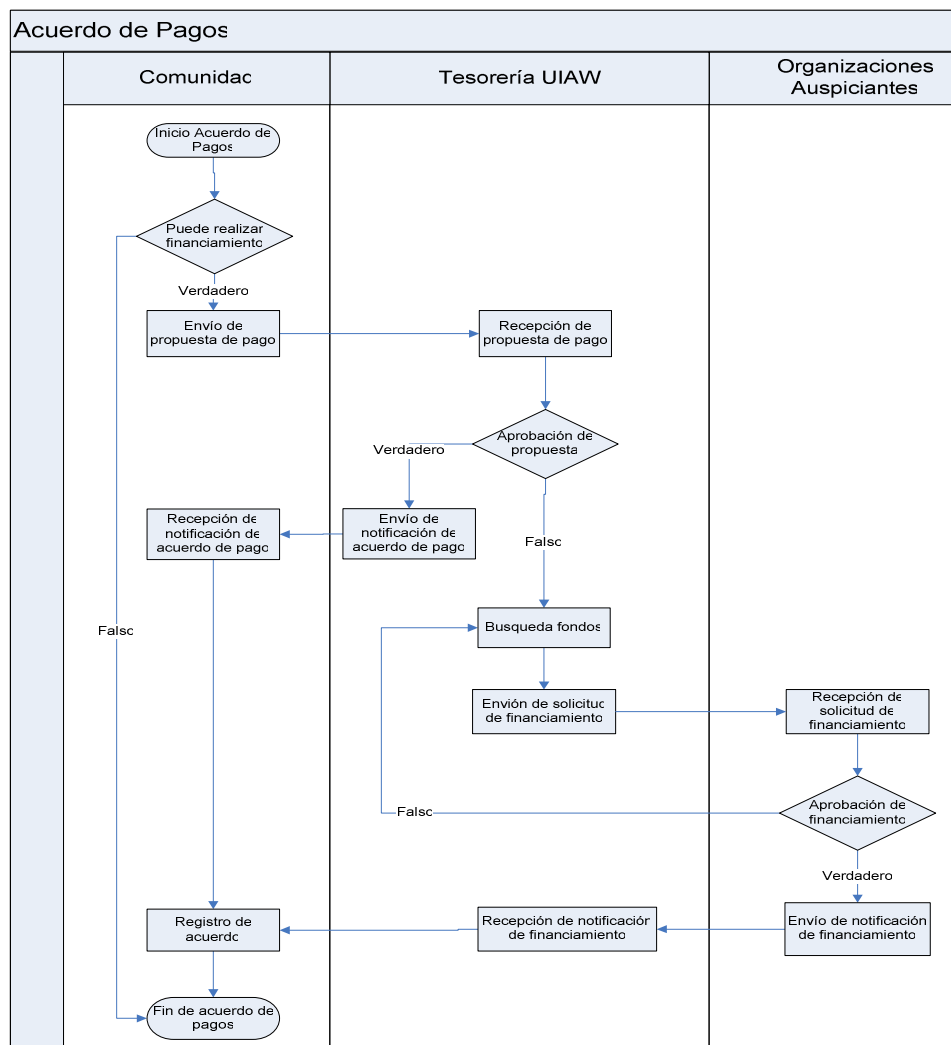 Acuerdo de Pagos
Comunidad
Tesorería UIAW
Organizaciones
Auspiciantes
Inicio Acuerdo de
Pagos
Puede realizar
financiamiento
Verdadero
Envío de
propuesta de pago
Recepción de
propuesta de pago
Aprobación de
propuesta
Verdadero
Recepción de
notificación de
acuerdo de pago
Envío de
notificación de
acuerdo de pago
Falso
Falso
Busqueda fondos
Envión de solicitud
de financiamiento
Recepción de
solicitud de
financiamiento
Falso
Aprobación de
financiamiento
Verdadero
Registro de
acuerdo
Recepción de notificación
de financiamiento
Envío de notificación
de financiamiento
Fin de acuerdo de
pagos